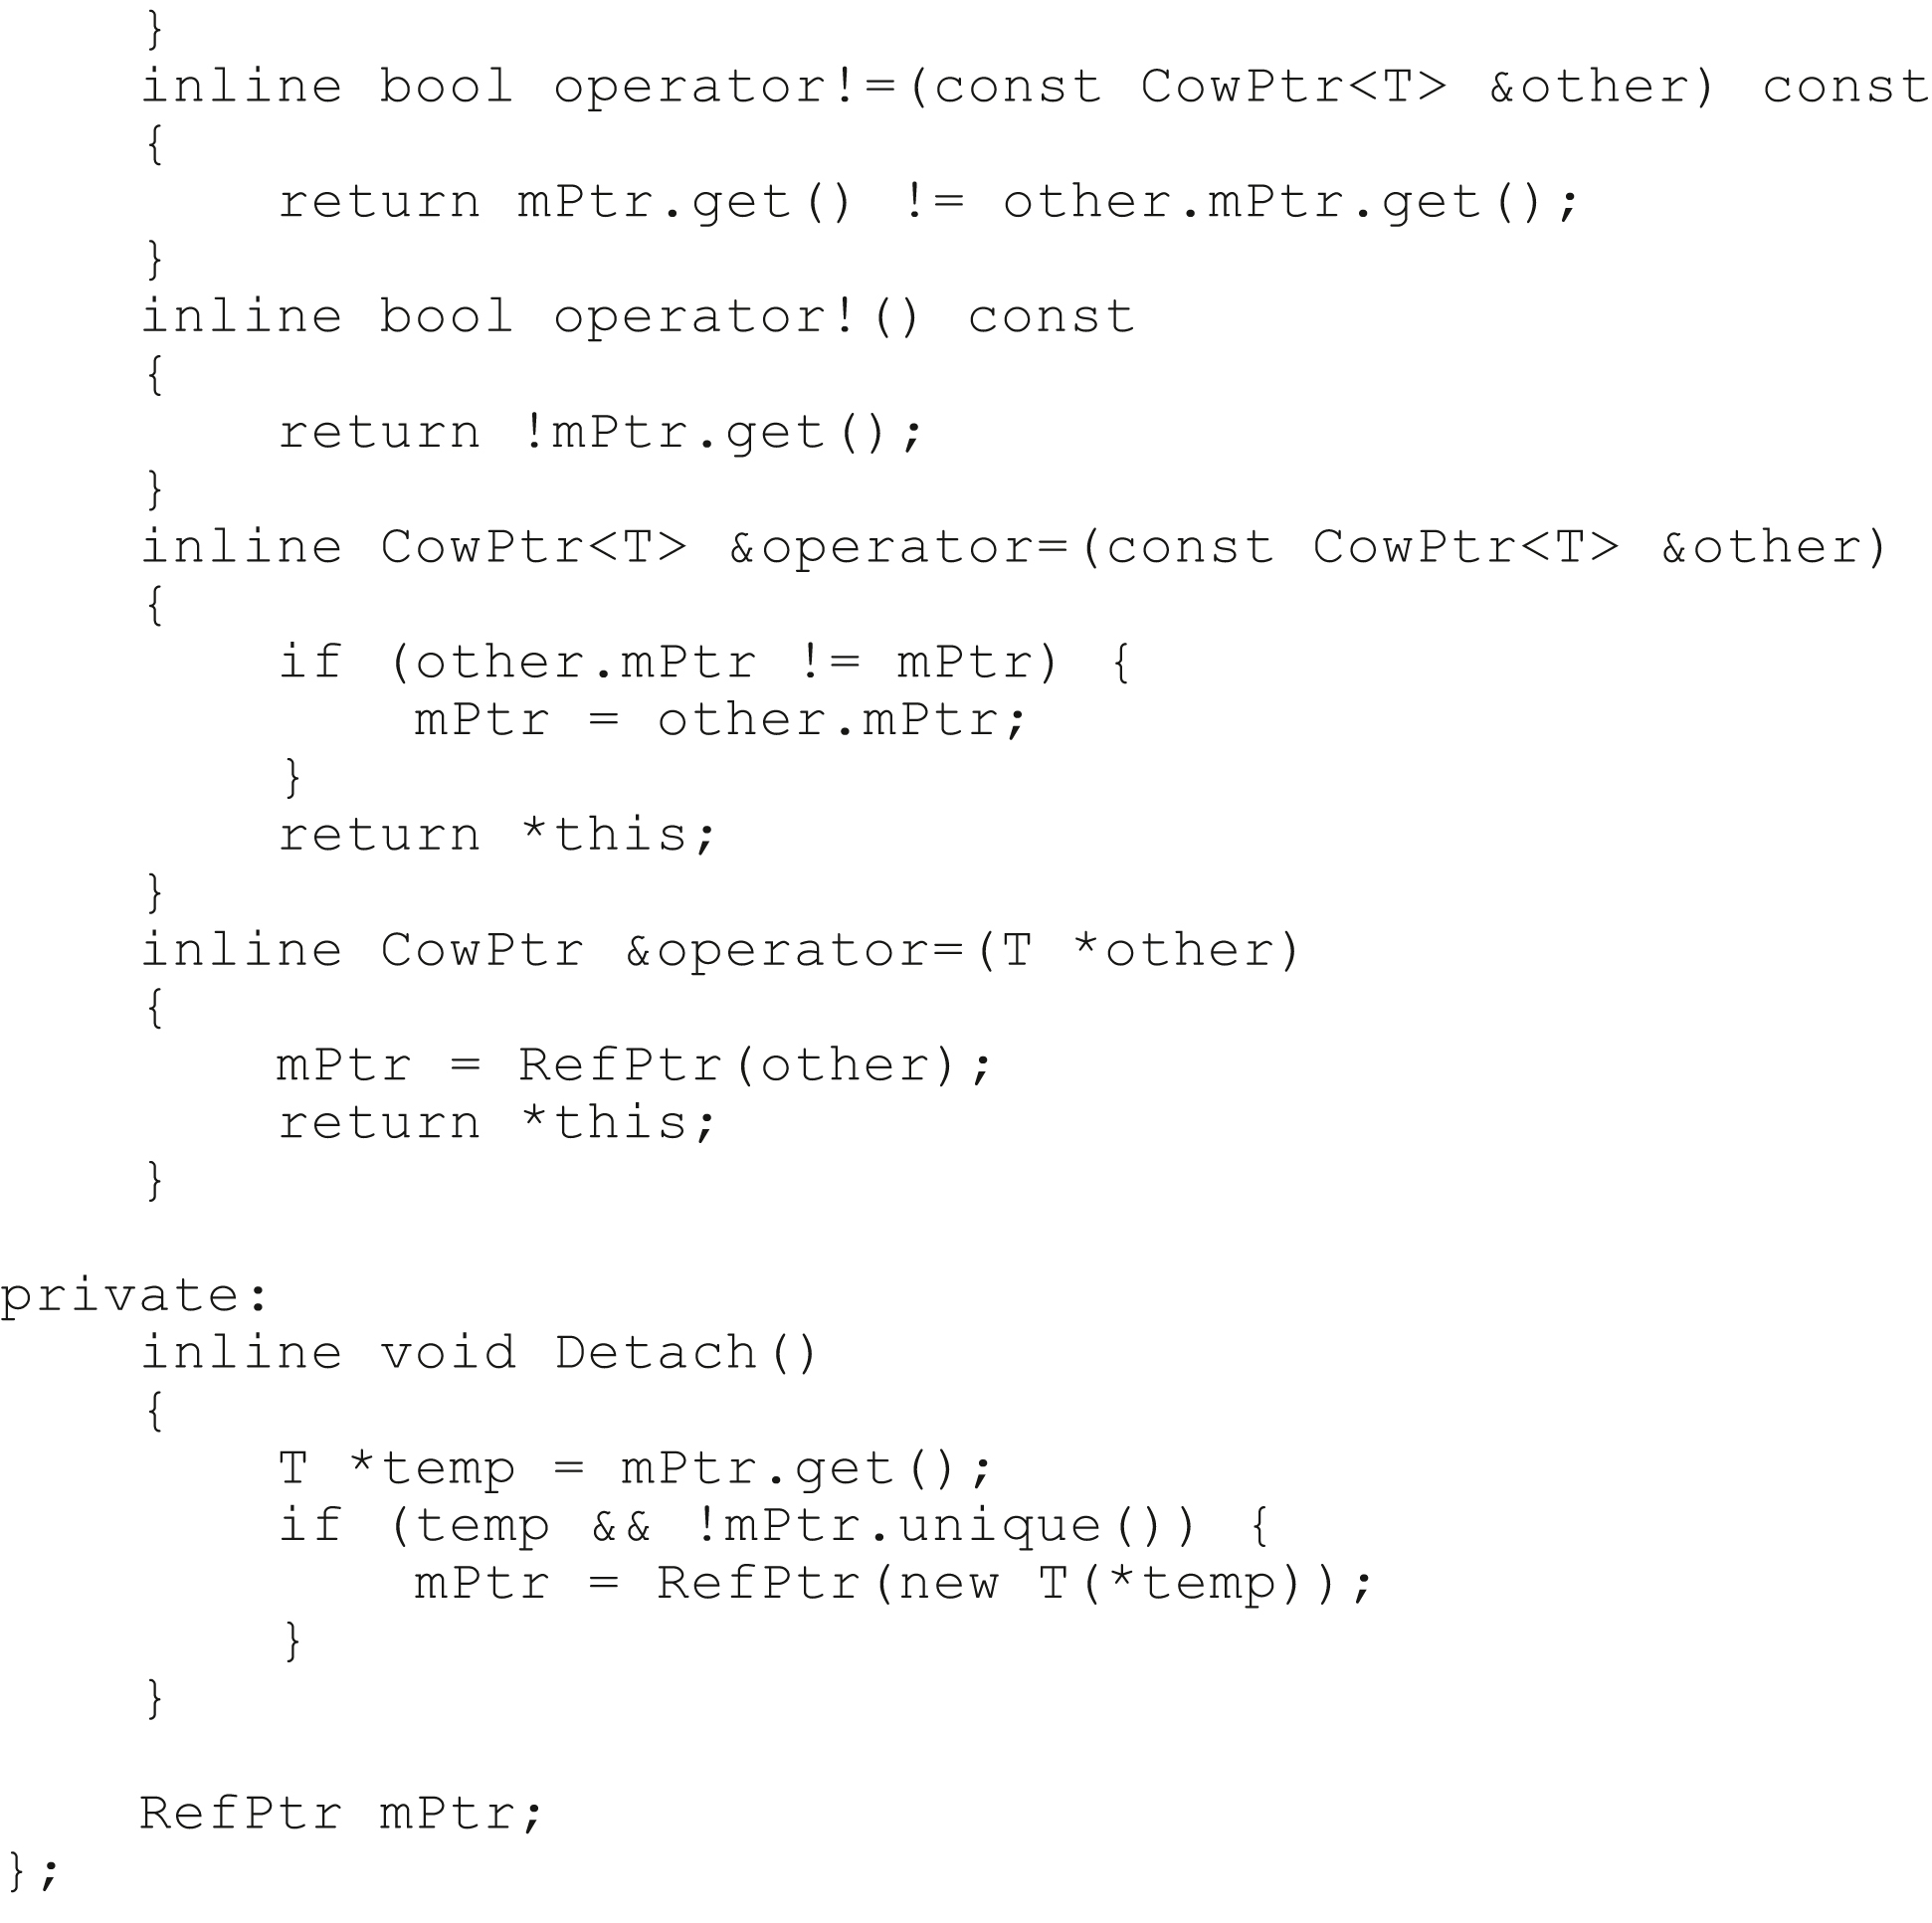 }
    inline bool operator!=(const CowPtr<T> &other) const
    {
        return mPtr.get() != other.mPtr.get();
    }
    inline bool operator!() const
    {
        return !mPtr.get();
    }
    inline CowPtr<T> &operator=(const CowPtr<T> &other)
    {
        if (other.mPtr != mPtr) {
            mPtr = other.mPtr;
        }
        return *this;
    }
    inline CowPtr &operator=(T *other)
    {
        mPtr = RefPtr(other);
        return *this;
    }

private:
    inline void Detach()
    {
        T *temp = mPtr.get();
        if (temp && !mPtr.unique()) {
            mPtr = RefPtr(new T(*temp));
        }
    }

    RefPtr mPtr;
};